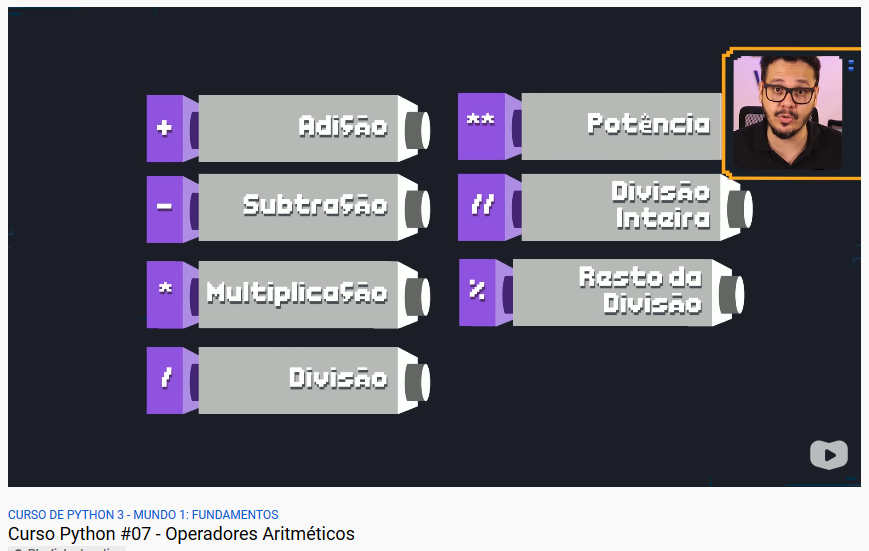 + Adição
- Subtração
* Multiplicação
/ Divisão
** Potência
// Divisão
Inteira
% Resto da
Divisão
CURSO DE PYTHON 3 - MUNDO 1: FUNDAMENTOS
Curso Python #07 - Operadores Aritméticos